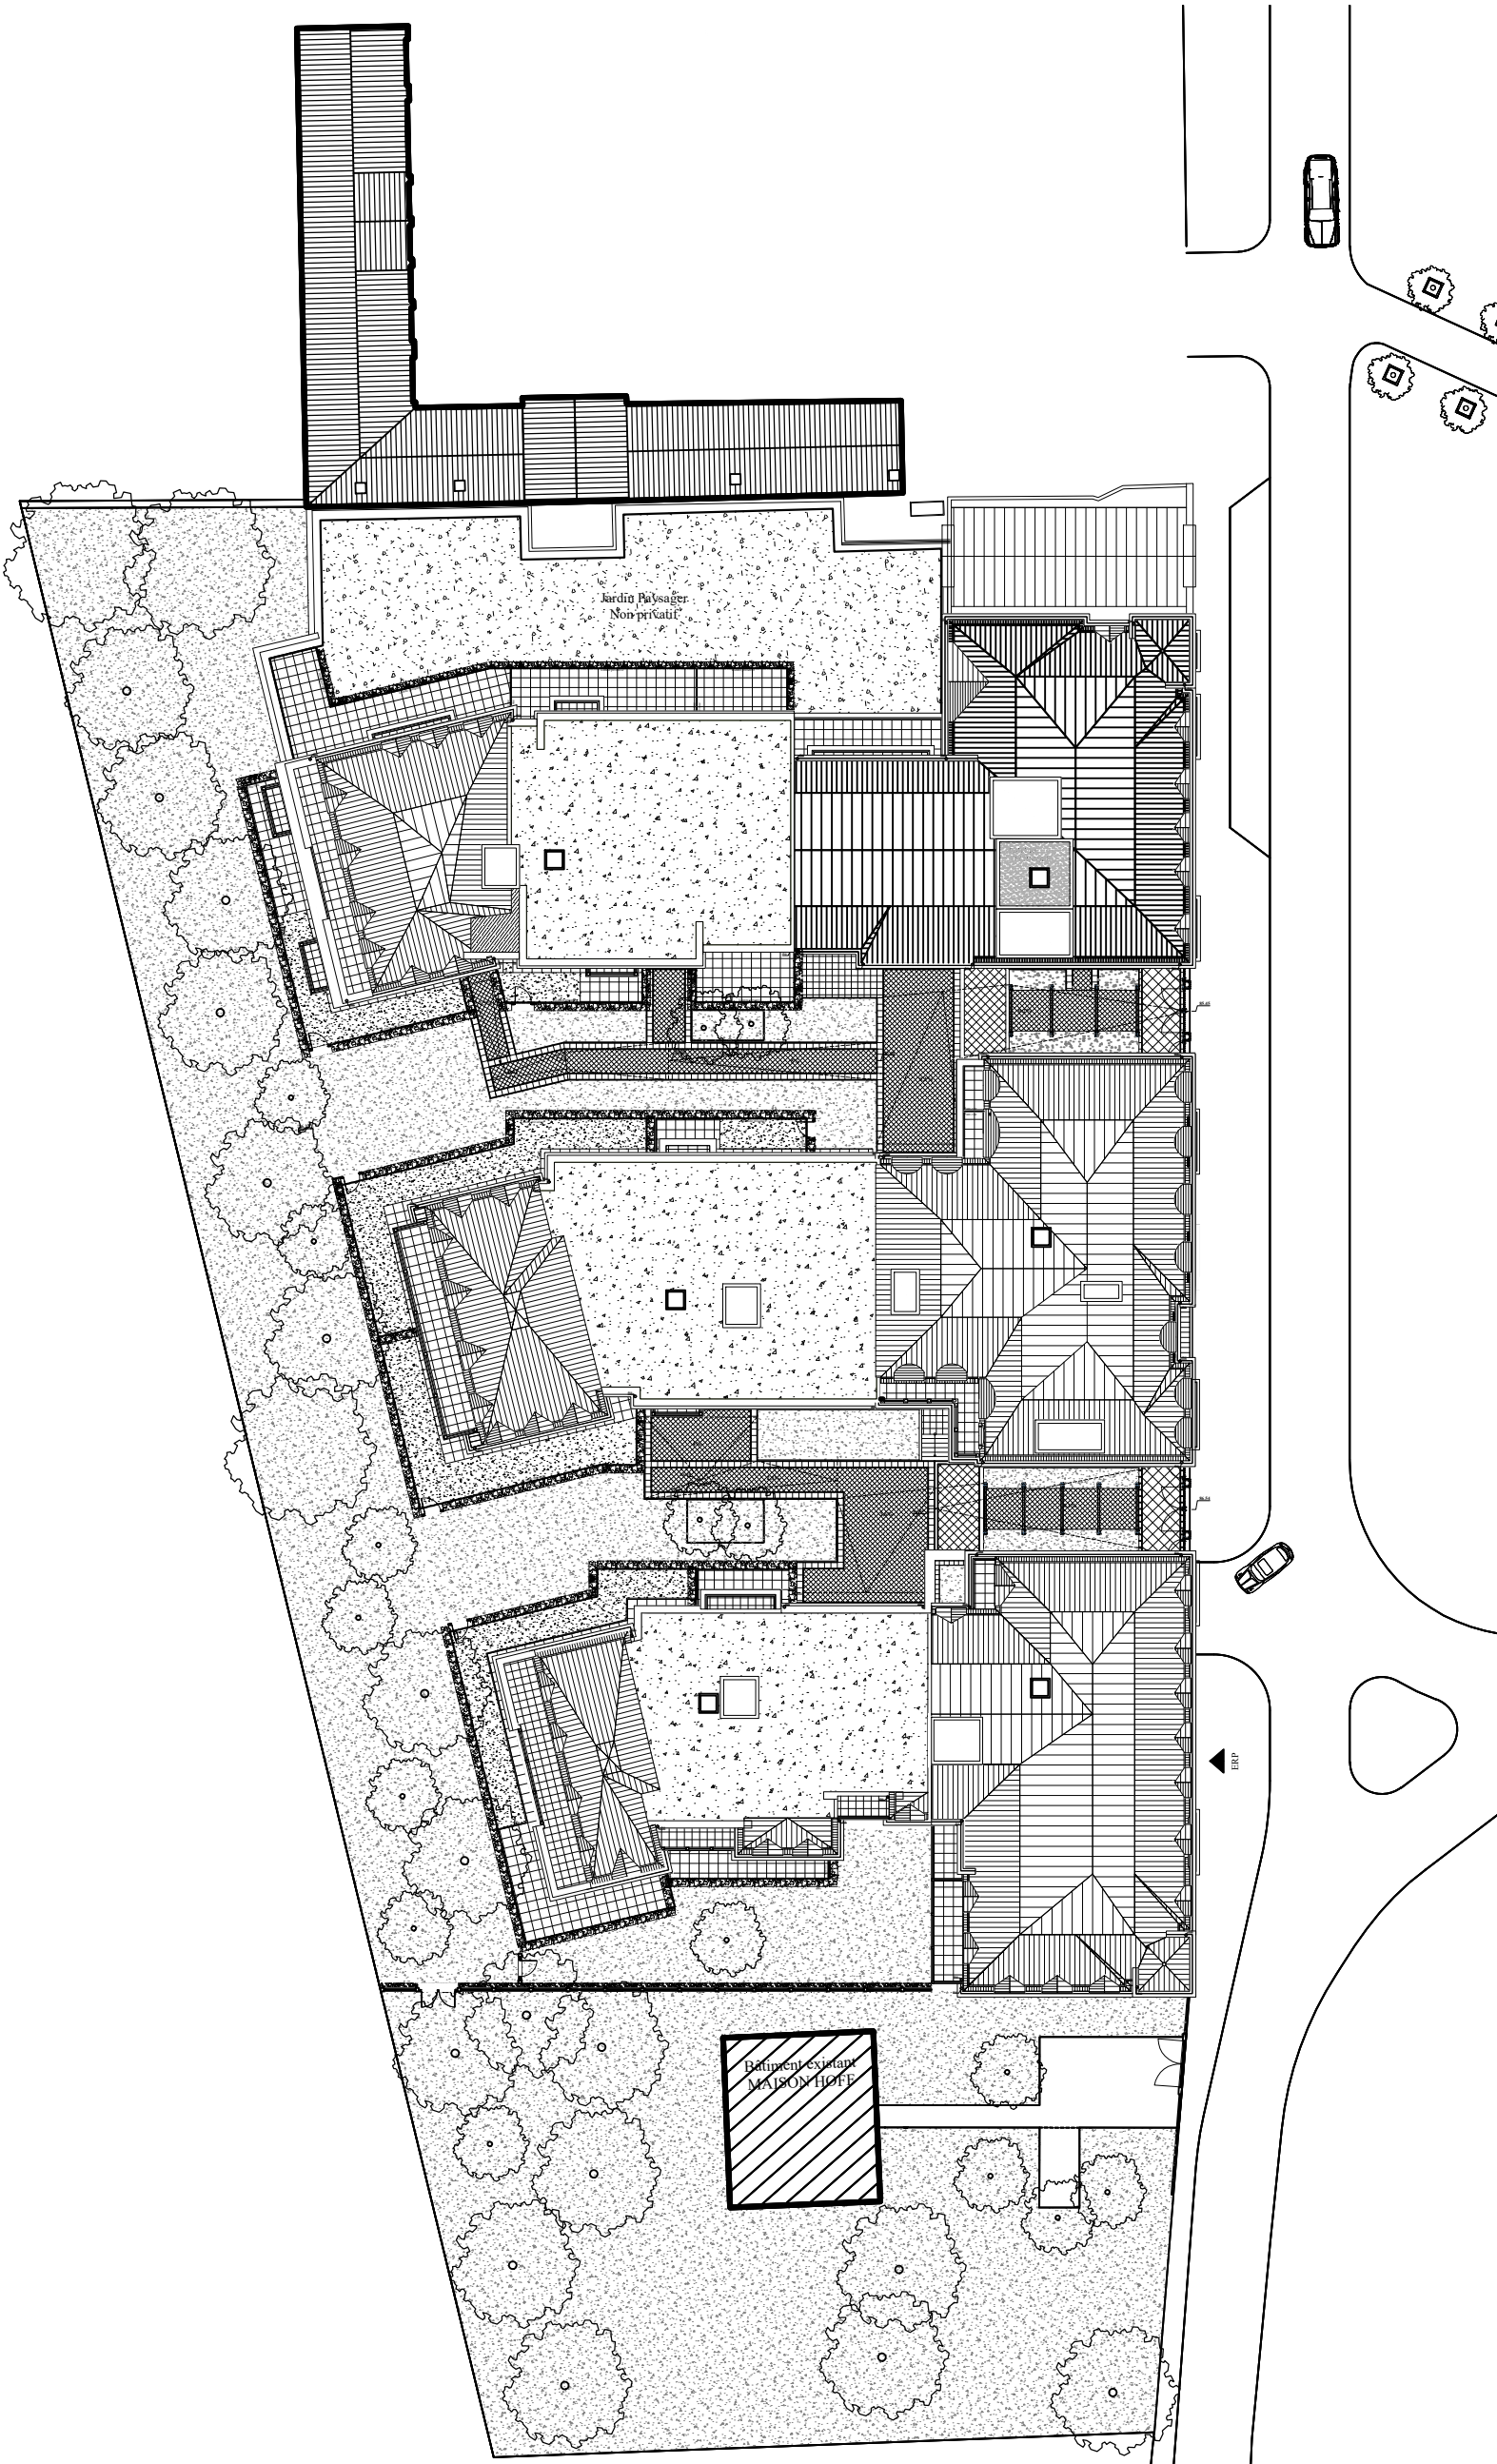 Jardin Paysager
Non privatif
ERP
Bâtiment existant
MAISON HOFF